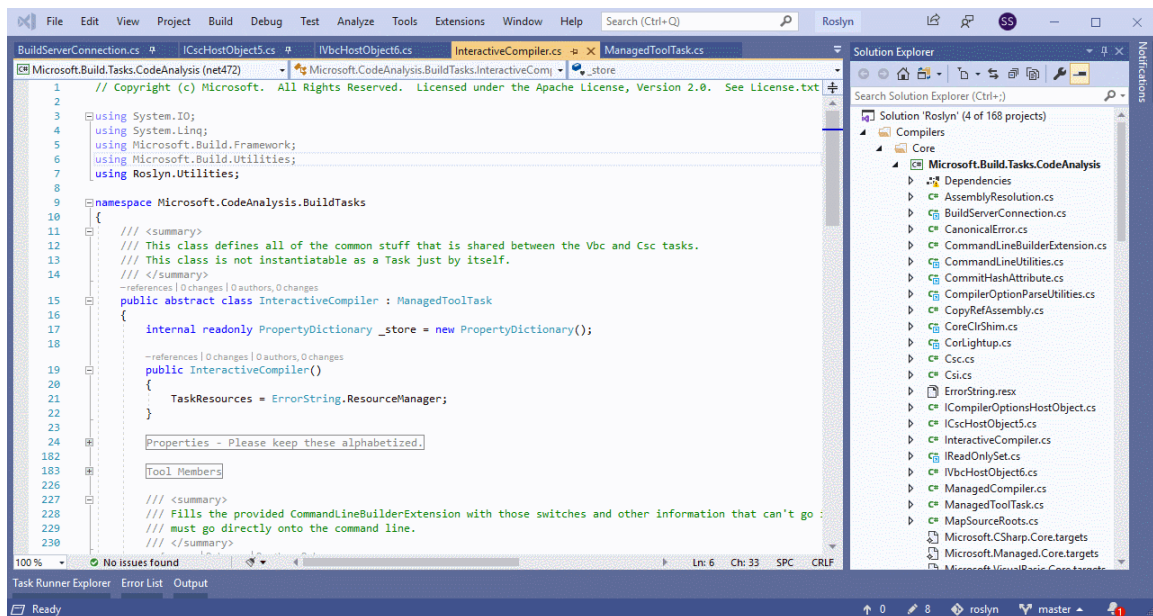 File Edit View Project Build Debug Test Analyze Tools Extensions Window Help Search (Ctrl+Q) Roslyn SS
BuildServerConnection.cs ICscHostObject5.cs IVbcHostObject6.cs InteractiveCompiler.cs ManagedToolTask.cs
Microsoft.Build.Tasks.CodeAnalysis (net472) Microsoft.CodeAnalysis.BuildTasks.InteractiveComp _store
1 // Copyright (c) Microsoft. All Rights Reserved. Licensed under the Apache License, Version 2.0. See License.txt
2
3 using System.IO;
4 using System.Linq;
5 using Microsoft.Build.Framework;
6 using Microsoft.Build.Utilities;
7 using Roslyn.Utilities;
8
9 namespace Microsoft.CodeAnalysis.BuildTasks
10 {
11 /// <summary>
12 /// This class defines all of the common stuff that is shared between the Vbc and Csc tasks.
13 /// This class is not instantiatable as a Task just by itself.
14 /// </summary>
-references | 0 changes | 0 authors, 0 changes
15 public abstract class InteractiveCompiler : ManagedToolTask
16 {
17 internal readonly PropertyDictionary _store = new PropertyDictionary();
18
-references | 0 changes | 0 authors, 0 changes
19 public InteractiveCompiler()
20 {
21 TaskResources = ErrorString.ResourceManager;
22 }
23
24 Properties - Please keep these alphabetized.
182
183 Tool Members
226
227 /// <summary>
228 /// Fills the provided CommandLineBuilderExtension with those switches and other information that can't go
229 /// must go directly onto the command line.
230 /// </summary>
100 % No issues found Ln: 6 Ch: 33 SPC CRLF
Task Runner Explorer Error List Output
Solution Explorer
Search Solution Explorer (Ctrl+;)
Solution 'Roslyn' (4 of 168 projects)
Compilers
Core
Microsoft.Build.Tasks.CodeAnalysis
Dependencies
C# AssemblyResolution.cs
C# BuildServerConnection.cs
C# CanonicalError.cs
C# CommandLineBuilderExtension.cs
C# CommandLineUtilities.cs
C# CommitHashAttribute.cs
C# CompilerOptionParseUtilities.cs
C# CopyRefAssembly.cs
C# CoreClrShim.cs
C# CorLightup.cs
C# Csc.cs
C# Csi.cs
ErrorString.resx
C# ICompilerOptionsHostObject.cs
C# ICscHostObject5.cs
C# InteractiveCompiler.cs
C# IReadOnlySet.cs
C# IVbcHostObject6.cs
C# ManagedCompiler.cs
C# ManagedToolTask.cs
C# MapSourceRoots.cs
Microsoft.CSharp.Core.targets
Microsoft.Managed.Core.targets
Microsoft.VisualBasic.Core.targets
Notifications
Ready 0 8 roslyn master 1